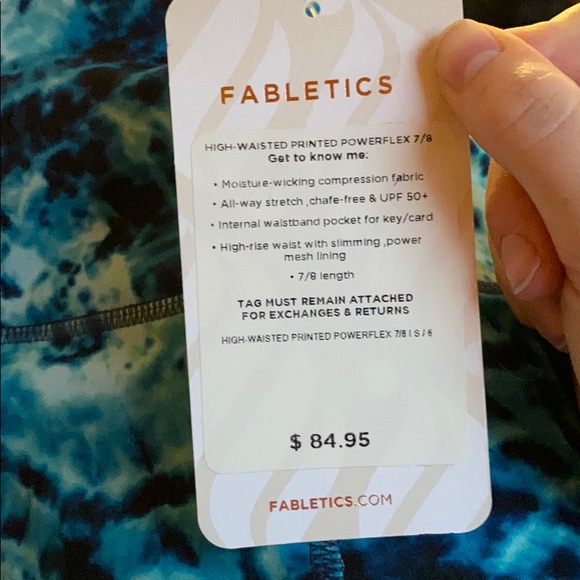 FABLETICS
HIGH-WAISTED PRINTED POWERFLEX 7/8
Get to know me:
• Moisture-wicking compression fabric
• All-way stretch ,chafe-free & UPF 50+
• Internal waistband pocket for key/card
• High-rise waist with slimming ,power
mesh lining
• 7/8 length
TAG MUST REMAIN ATTACHED
FOR EXCHANGES & RETURNS
HIGH-WAISTED PRINTED POWERFLEX 7/8 | S / 6
$ 84.95
FABLETICS.COM